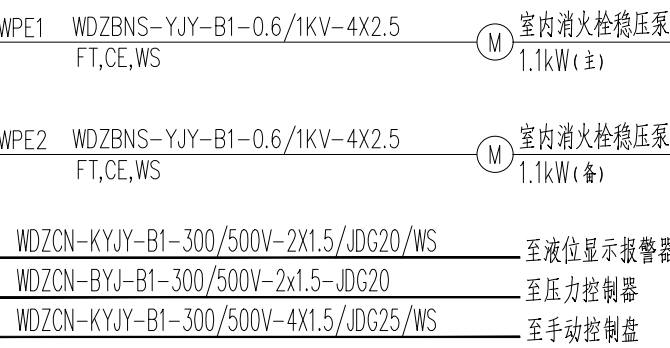 WPE1 WDZBNS-YJY-B1-0.6/1KV-4X2.5 M 室内消火栓稳压泵
FT,CE,WS 1.1kW(主)
WPE2 WDZBNS-YJY-B1-0.6/1KV-4X2.5 M 室内消火栓稳压泵
FT,CE,WS 1.1kW(备)
WDZCN-KYJY-B1-300/500V-2X1.5/JDG20/WS 至液位显示报警器
WDZCN-BYJ-B1-300/500V-2x1.5-JDG20 至压力控制器
WDZCN-KYJY-B1-300/500V-4X1.5/JDG25/WS 至手动控制盘